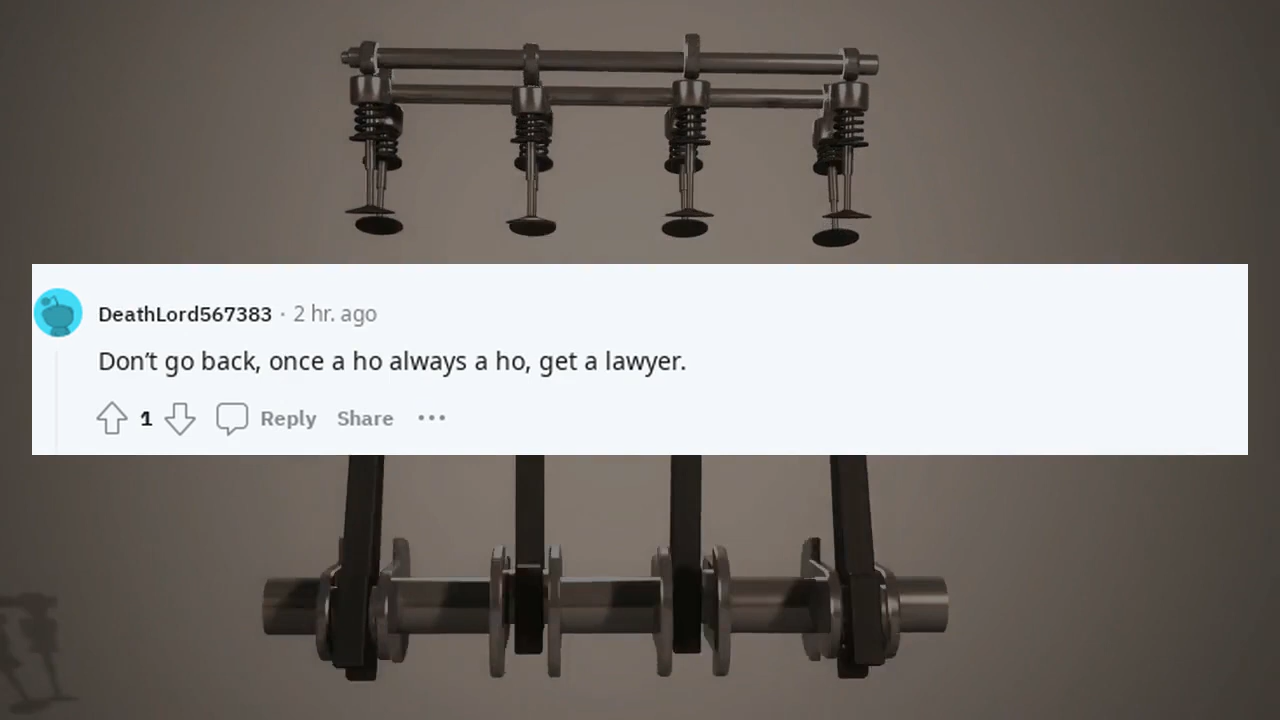 DeathLord567383 · 2 hr. ago
Don’t go back, once a ho always a ho, get a lawyer.
1 Reply Share ···